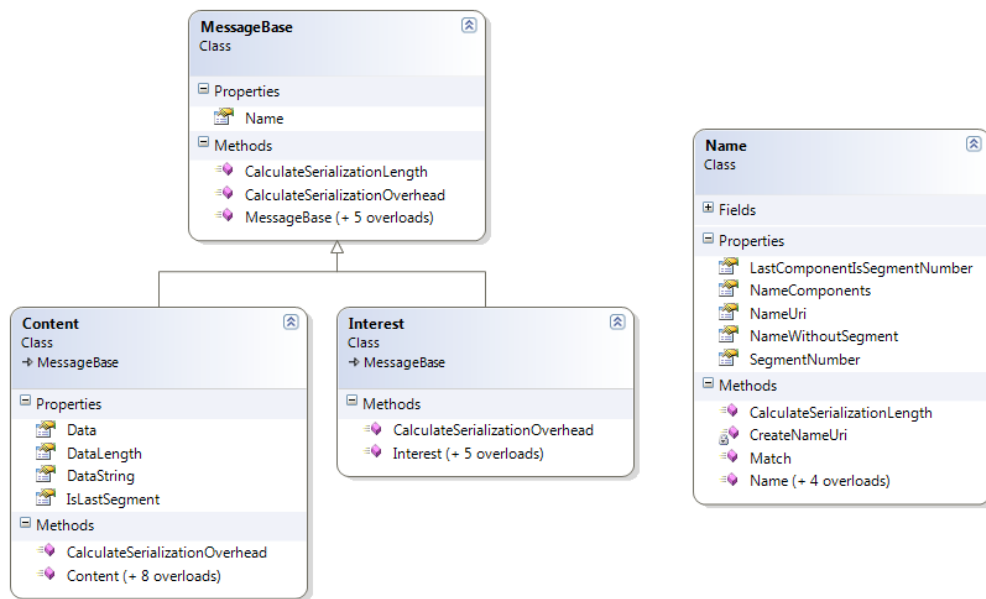 MessageBase
Class
Properties
Name
Methods
CalculateSerializationLength
CalculateSerializationOverhead
MessageBase (+ 5 overloads)
Content
Class
MessageBase
Properties
Data
DataLength
DataString
IsLastSegment
Methods
CalculateSerializationOverhead
Content (+ 8 overloads)
Interest
Class
MessageBase
Methods
CalculateSerializationOverhead
Interest (+ 5 overloads)
Name
Class
Fields
Properties
LastComponentIsSegmentNumber
NameComponents
NameUri
NameWithoutSegment
SegmentNumber
Methods
CalculateSerializationLength
CreateNameUri
Match
Name (+ 4 overloads)